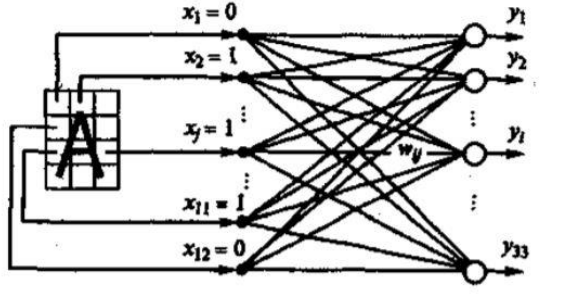 x₁ = 0
y₁
x₂ = 1
y₂
⋮
⋮
A
xⱼ = 1
wᵢⱼ
yᵢ
⋮
⋮
x₁₁ = 1
x₁₂ = 0
y₃₃